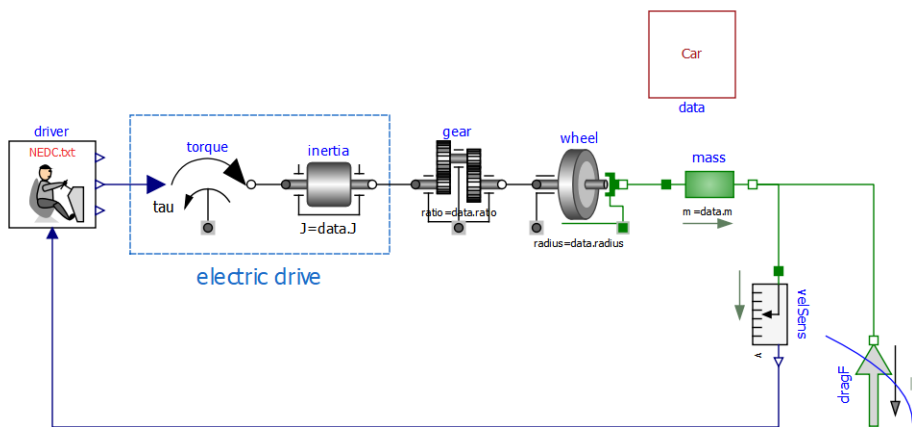 Car
data
driver
NEDC.txt
torque
inertia
gear
wheel
mass
tau
J=data.J
ratio=data.ratio
radius=data.radius
m=data.m
electric drive
velSens
v
dragF